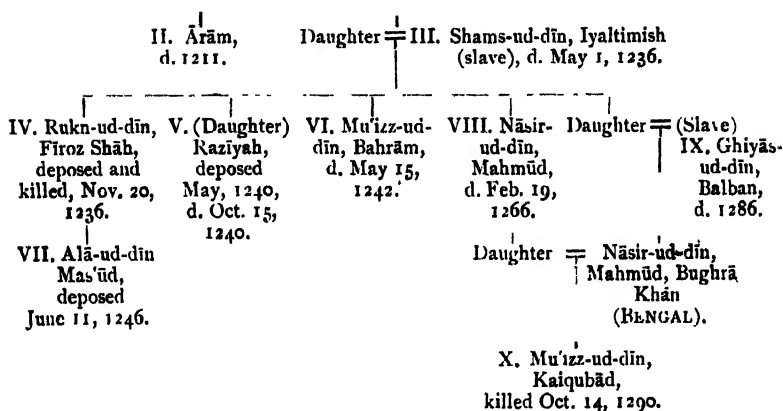 II. Ārām,
d. 1211.
Daughter = III. Shams-ud-dīn, Iyaltimish
(slave), d. May 1, 1236.
IV. Rukn-ud-dīn,
Fīroz Shāh,
deposed and
killed, Nov. 20,
1236.
V. (Daughter)
Razīyah,
deposed
May, 1240,
d. Oct. 15,
1240.
VI. Mu'izz-ud-
dīn, Bahrām,
d. May 15,
1242.
VIII. Nāsir-
ud-dīn,
Mahmūd,
d. Feb. 19,
1266.
Daughter = (Slave)
IX. Ghiyās-
ud-dīn,
Balban,
d. 1286.
VII. Alā-ud-dīn
Mas'ūd,
deposed
June 11, 1246.
Daughter = Nāsir-ud-dīn,
Mahmūd, Bughrā
Khán
(BENGAL).
X. Mu'izz-ud-dīn,
Kaiqubād,
killed Oct. 14, 1290.